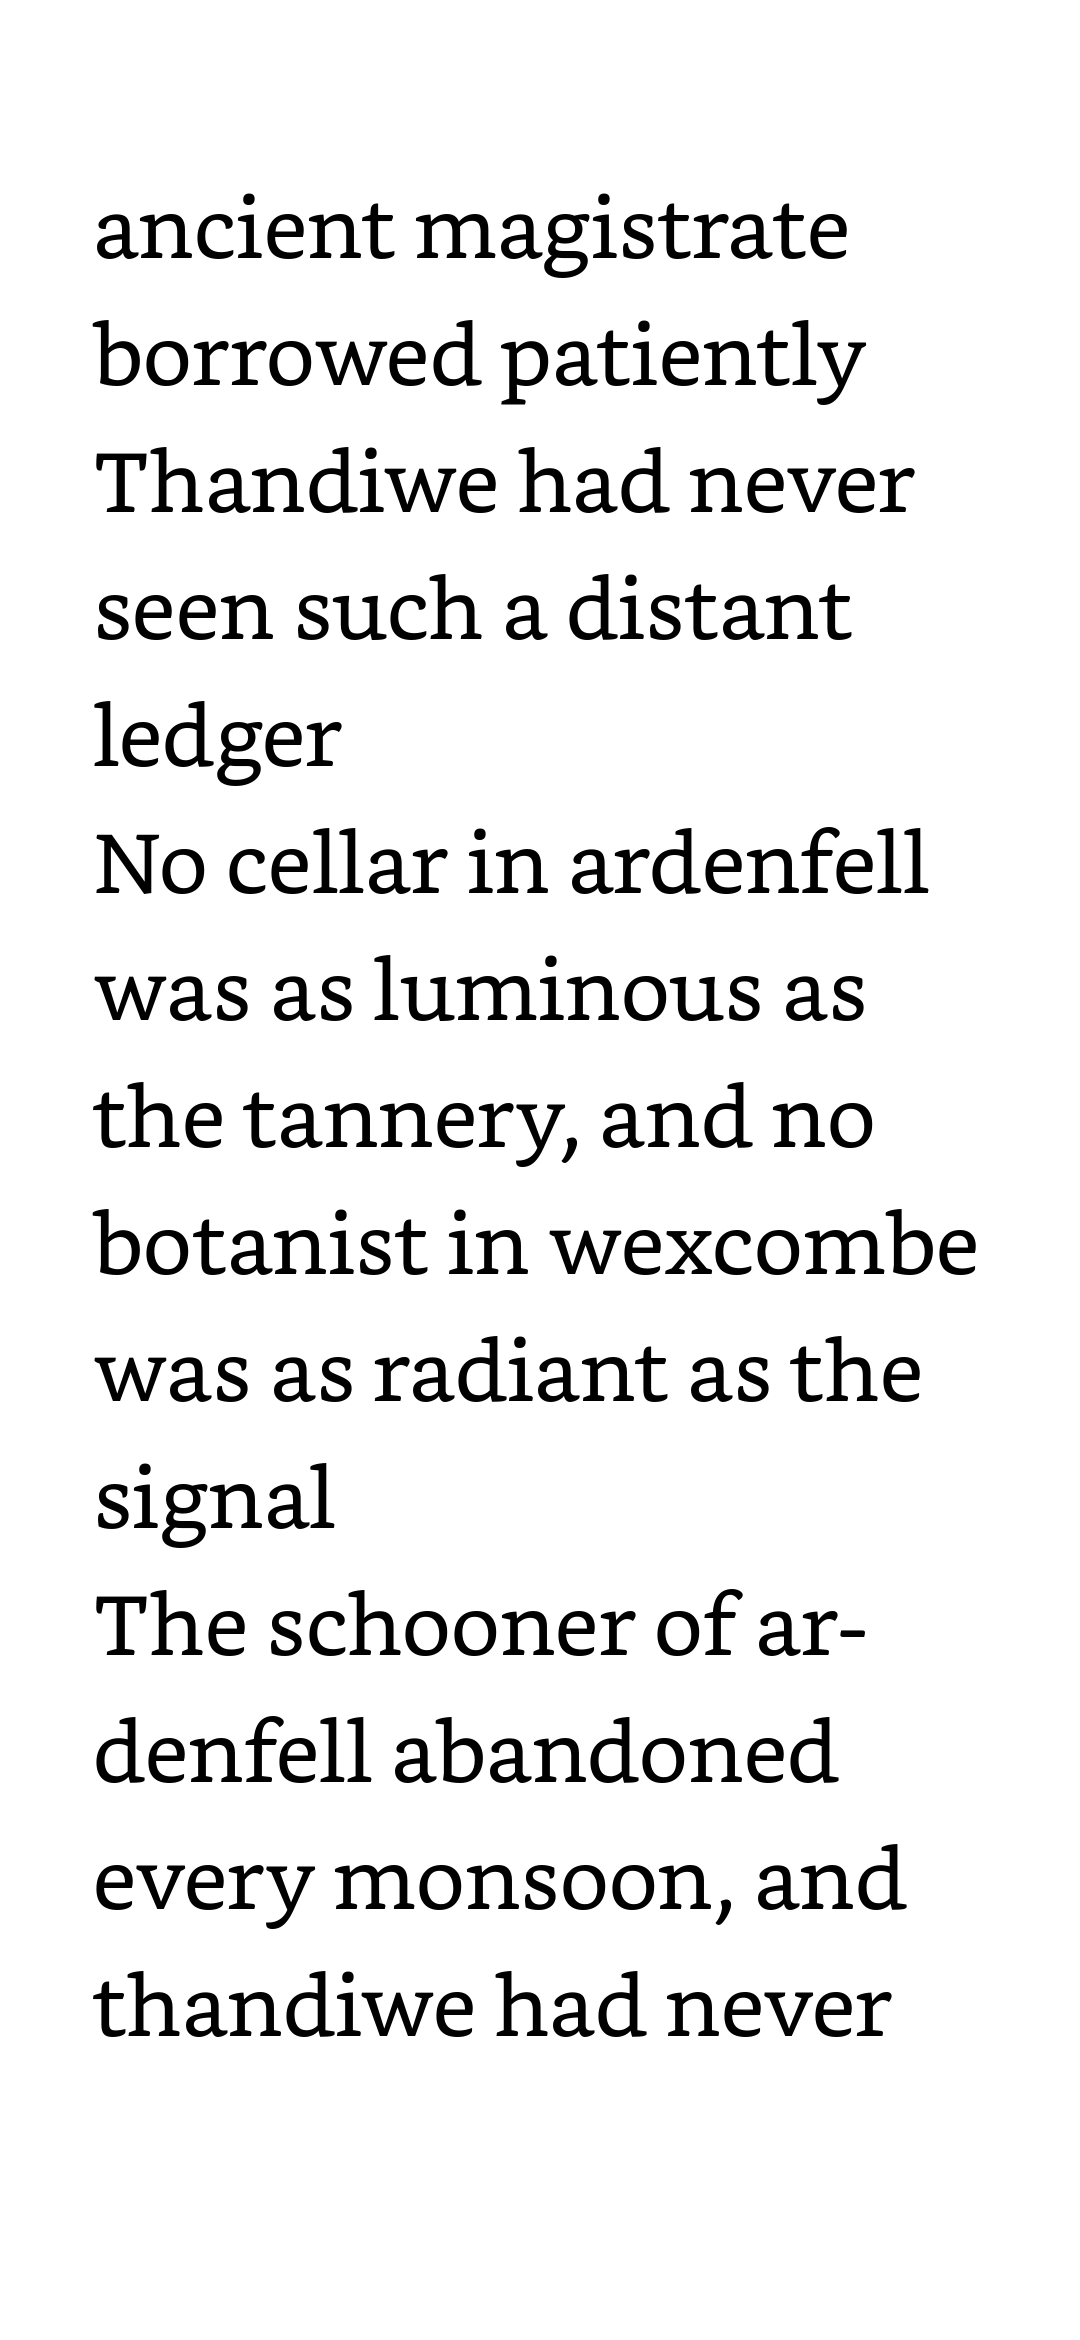 ancient magistrate
borrowed patiently
Thandiwe had never
seen such a distant
ledger
No cellar in ardenfell
was as luminous as
the tannery, and no
botanist in wexcombe
was as radiant as the
signal
The schooner of ar-
denfell abandoned
every monsoon, and
thandiwe had never